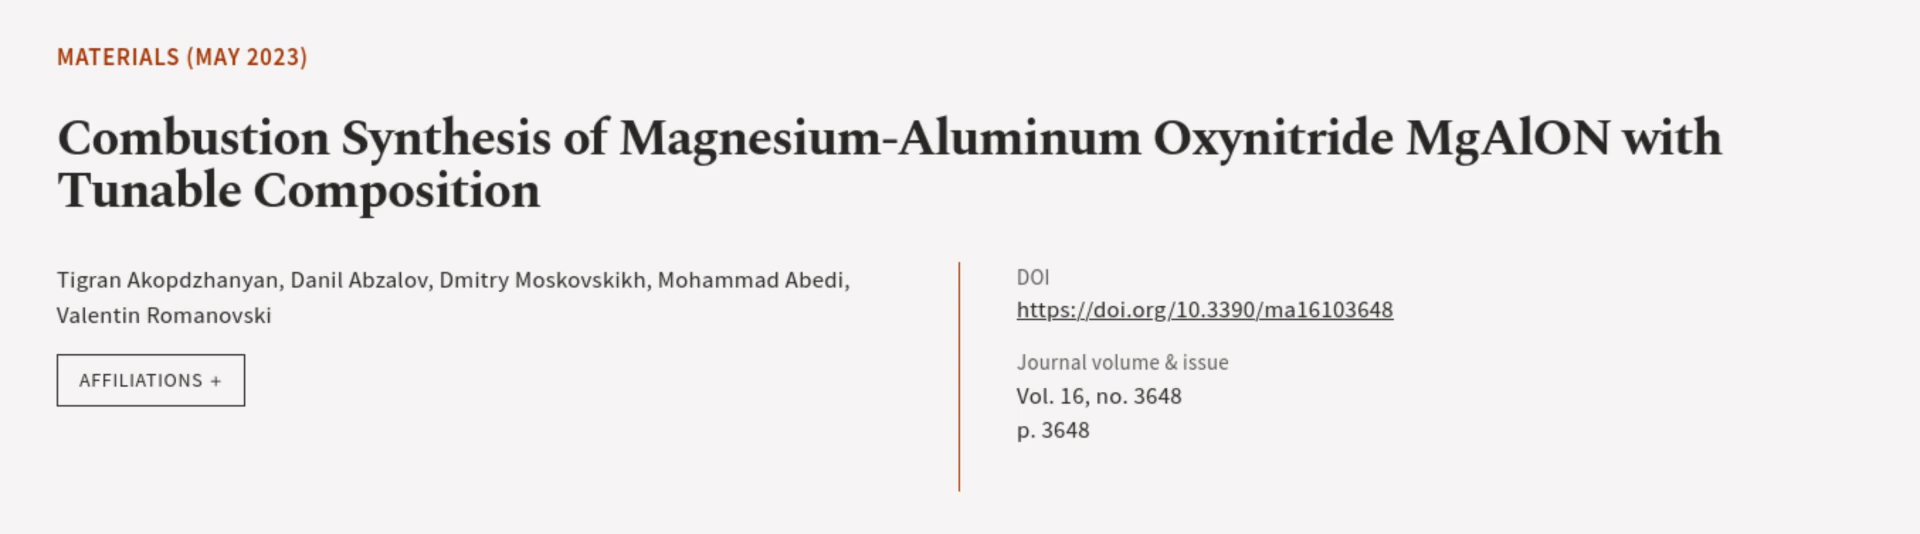 MATERIALS (MAY 2023)
Combustion Synthesis of Magnesium-Aluminum Oxynitride MgAlON with
Tunable Composition
Tigran Akopdzhanyan, Danil Abzalov, Dmitry Moskovskikh, Mohammad Abedi,
Valentin Romanovski
AFFILIATIONS +
DOI
https://doi.org/10.3390/ma16103648
Journal volume & issue
Vol. 16, no. 3648
p. 3648